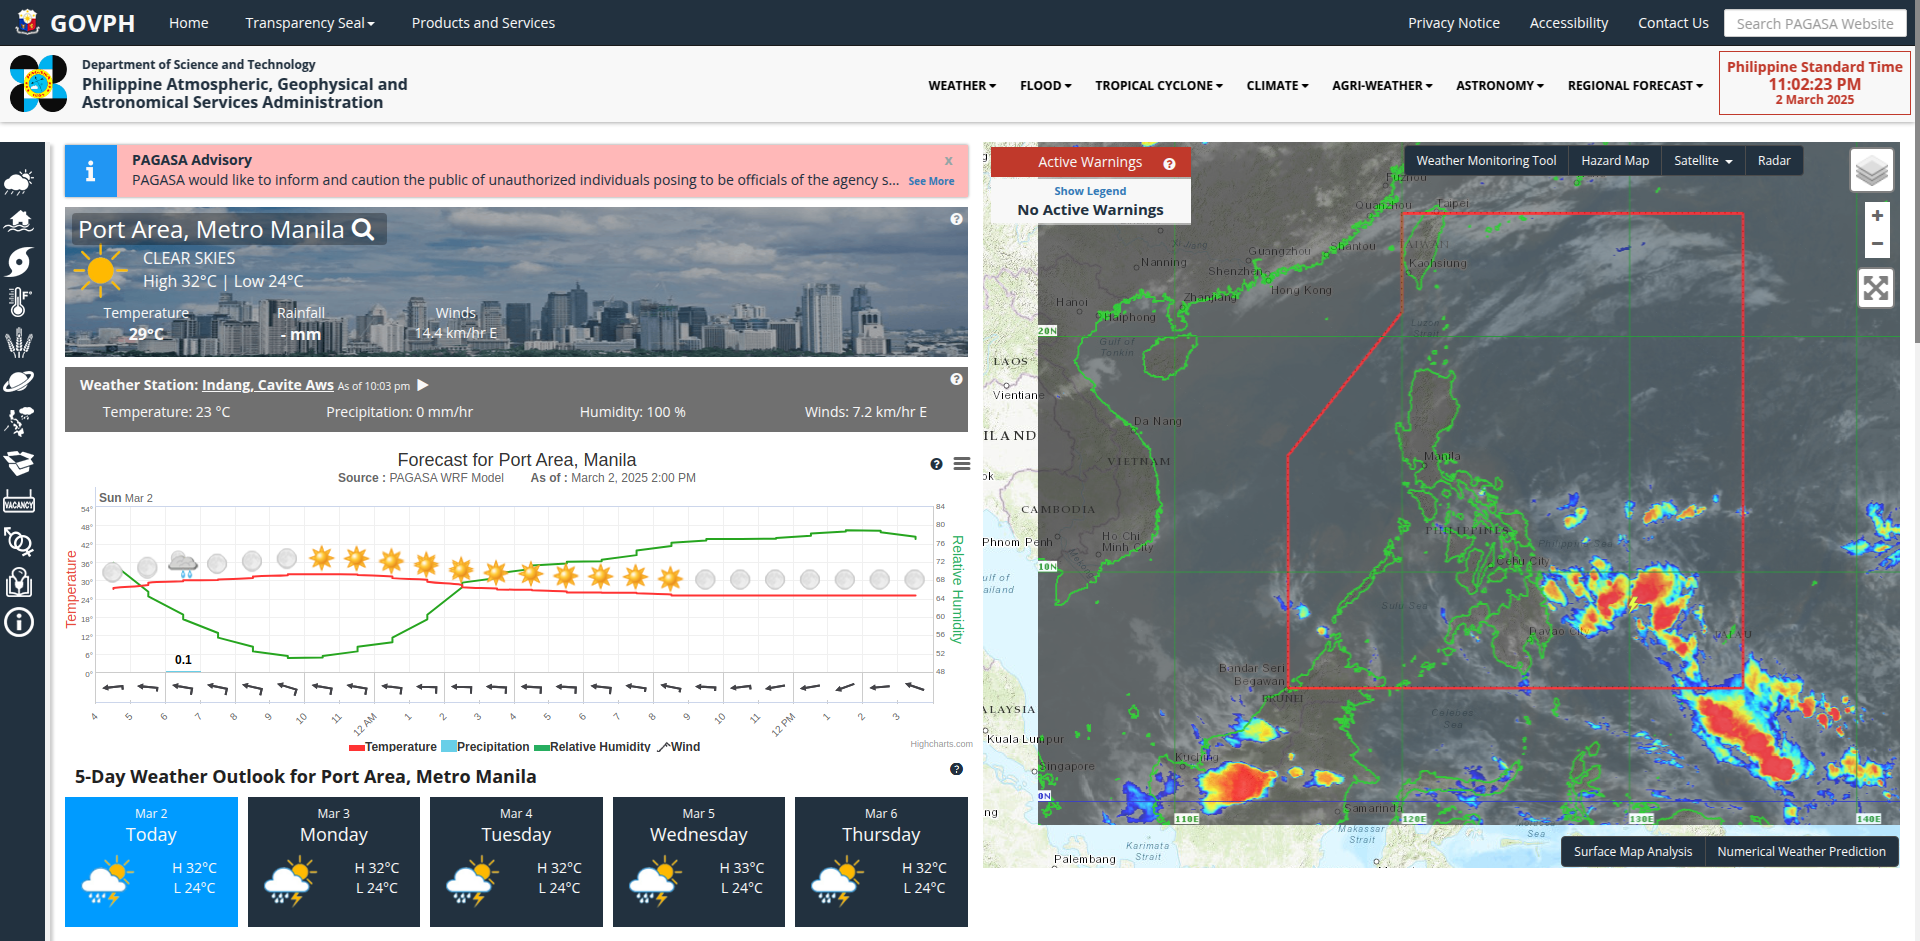 GOVPH
Home
Transparency Seal
Products and Services
Privacy Notice
Accessibility
Contact Us
Search PAGASA Website
Department of Science and Technology
Philippine Atmospheric, Geophysical and
Astronomical Services Administration
WEATHER
FLOOD
TROPICAL CYCLONE
CLIMATE
AGRI-WEATHER
ASTRONOMY
REGIONAL FORECAST
Philippine Standard Time
11:02:23 PM
2 March 2025
PAGASA Advisory
x
PAGASA would like to inform and caution the public of unauthorized individuals posing to be officials of the agency s... See More
Port Area, Metro Manila
CLEAR SKIES
High 32°C | Low 24°C
Temperature
Rainfall
Winds
29°C
- mm
14.4 km/hr E
Weather Station: Indang, Cavite Aws As of 10:03 pm
Temperature: 23 °C
Precipitation: 0 mm/hr
Humidity: 100 %
Winds: 7.2 km/hr E
Forecast for Port Area, Manila
Source : PAGASA WRF Model As of : March 2, 2025 2:00 PM
Sun Mar 2
Temperature
54°
48°
42°
36°
30°
24°
18°
12°
6°
0°
0.1
84
80
76
72
68
64
60
56
52
48
Relative Humidity
4 5 6 7 8 9 10 11 12 AM 1 2 3 4 5 6 7 8 9 10 11 12 PM 1 2 3
Temperature Precipitation Relative Humidity Wind
Highcharts.com
5-Day Weather Outlook for Port Area, Metro Manila
Mar 2
Today
H 32°C
L 24°C
Mar 3
Monday
H 32°C
L 24°C
Mar 4
Tuesday
H 32°C
L 24°C
Mar 5
Wednesday
H 33°C
L 24°C
Mar 6
Thursday
H 32°C
L 24°C
VACANCY
Active Warnings
Show Legend
No Active Warnings
Weather Monitoring Tool
Hazard Map
Satellite
Radar
+
−
Fuzhou
Quanzhou
Taipei
TAIWAN
Kaohsiung
Shantou
Guangzhou
Shenzhen
Hong Kong
Nanning
Zhanjiang
Hanoi
Haiphong
Gulf of
Tonkin
Luzon
Strait
20N
LAOS
Vientiane
Da Nang
ILAND
VIETNAM
Manila
ok
CAMBODIA
PHILIPPINES
Phnom Penh
Ho Chi
Minh City
Cebu City
10N
ulf of
ailand
Sulu Sea
Davao City
PALAU
Bandar Seri
Begawan
BRUNEI
ALAYSIA
Celebes
Sea
Kuala Lumpur
Kuching
Singapore
0N
Samarinda
ng
110E
120E
130E
140E
Makassar
Strait
Karimata
Strait
Sea
Palembang
Surface Map Analysis
Numerical Weather Prediction